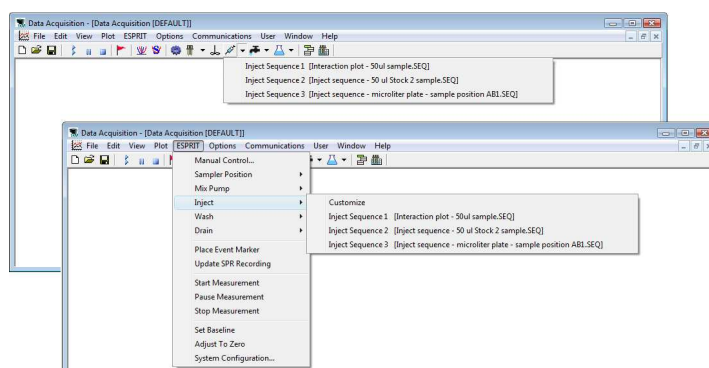 Data Acquisition - [Data Acquisition [DEFAULT]]
File Edit View Plot ESPRIT Options Communications User Window Help
Inject Sequence 1 [Interaction plot - 50ul sample.SEQ]
Inject Sequence 2 [Inject sequence - 50 ul Stock 2 sample.SEQ]
Inject Sequence 3 [Inject sequence - microliter plate - sample position AB1.SEQ]
Data Acquisition - [Data Acquisition [DEFAULT]]
File Edit View Plot ESPRIT Options Communications User Window Help
Manual Control...
Sampler Position
Mix Pump
Inject
Wash
Drain
Place Event Marker
Update SPR Recording
Start Measurement
Pause Measurement
Stop Measurement
Set Baseline
Adjust To Zero
System Configuration...
Customize
Inject Sequence 1 [Interaction plot - 50ul sample.SEQ]
Inject Sequence 2 [Inject sequence - 50 ul Stock 2 sample.SEQ]
Inject Sequence 3 [Inject sequence - microliter plate - sample position AB1.SEQ]